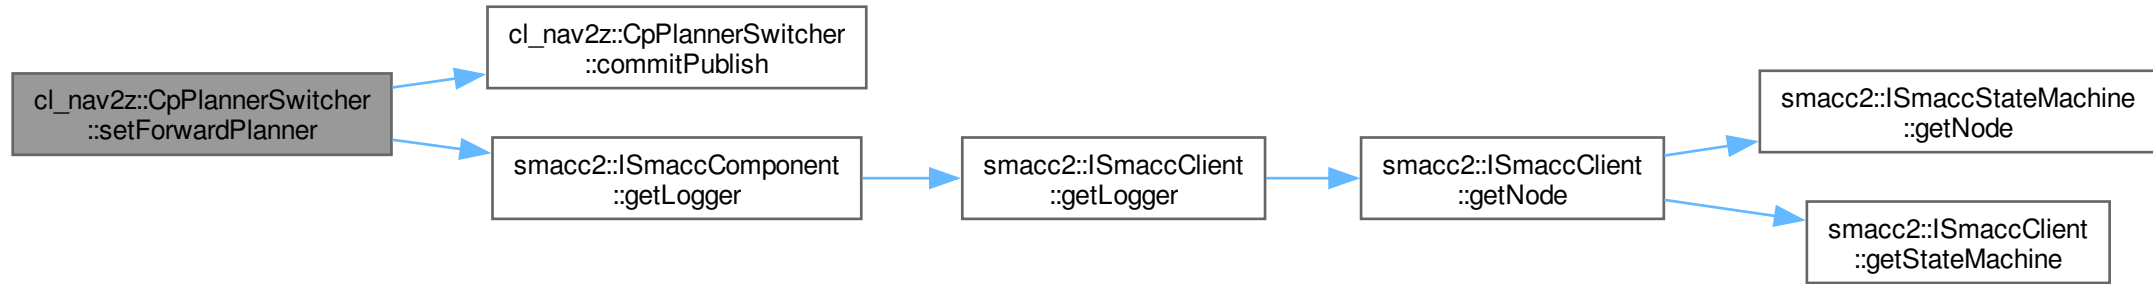 cl_nav2z::CpPlannerSwitcher
::setForwardPlanner
cl_nav2z::CpPlannerSwitcher
::commitPublish
smacc2::ISmaccComponent
::getLogger
smacc2::ISmaccClient
::getLogger
smacc2::ISmaccClient
::getNode
smacc2::ISmaccStateMachine
::getNode
smacc2::ISmaccClient
::getStateMachine